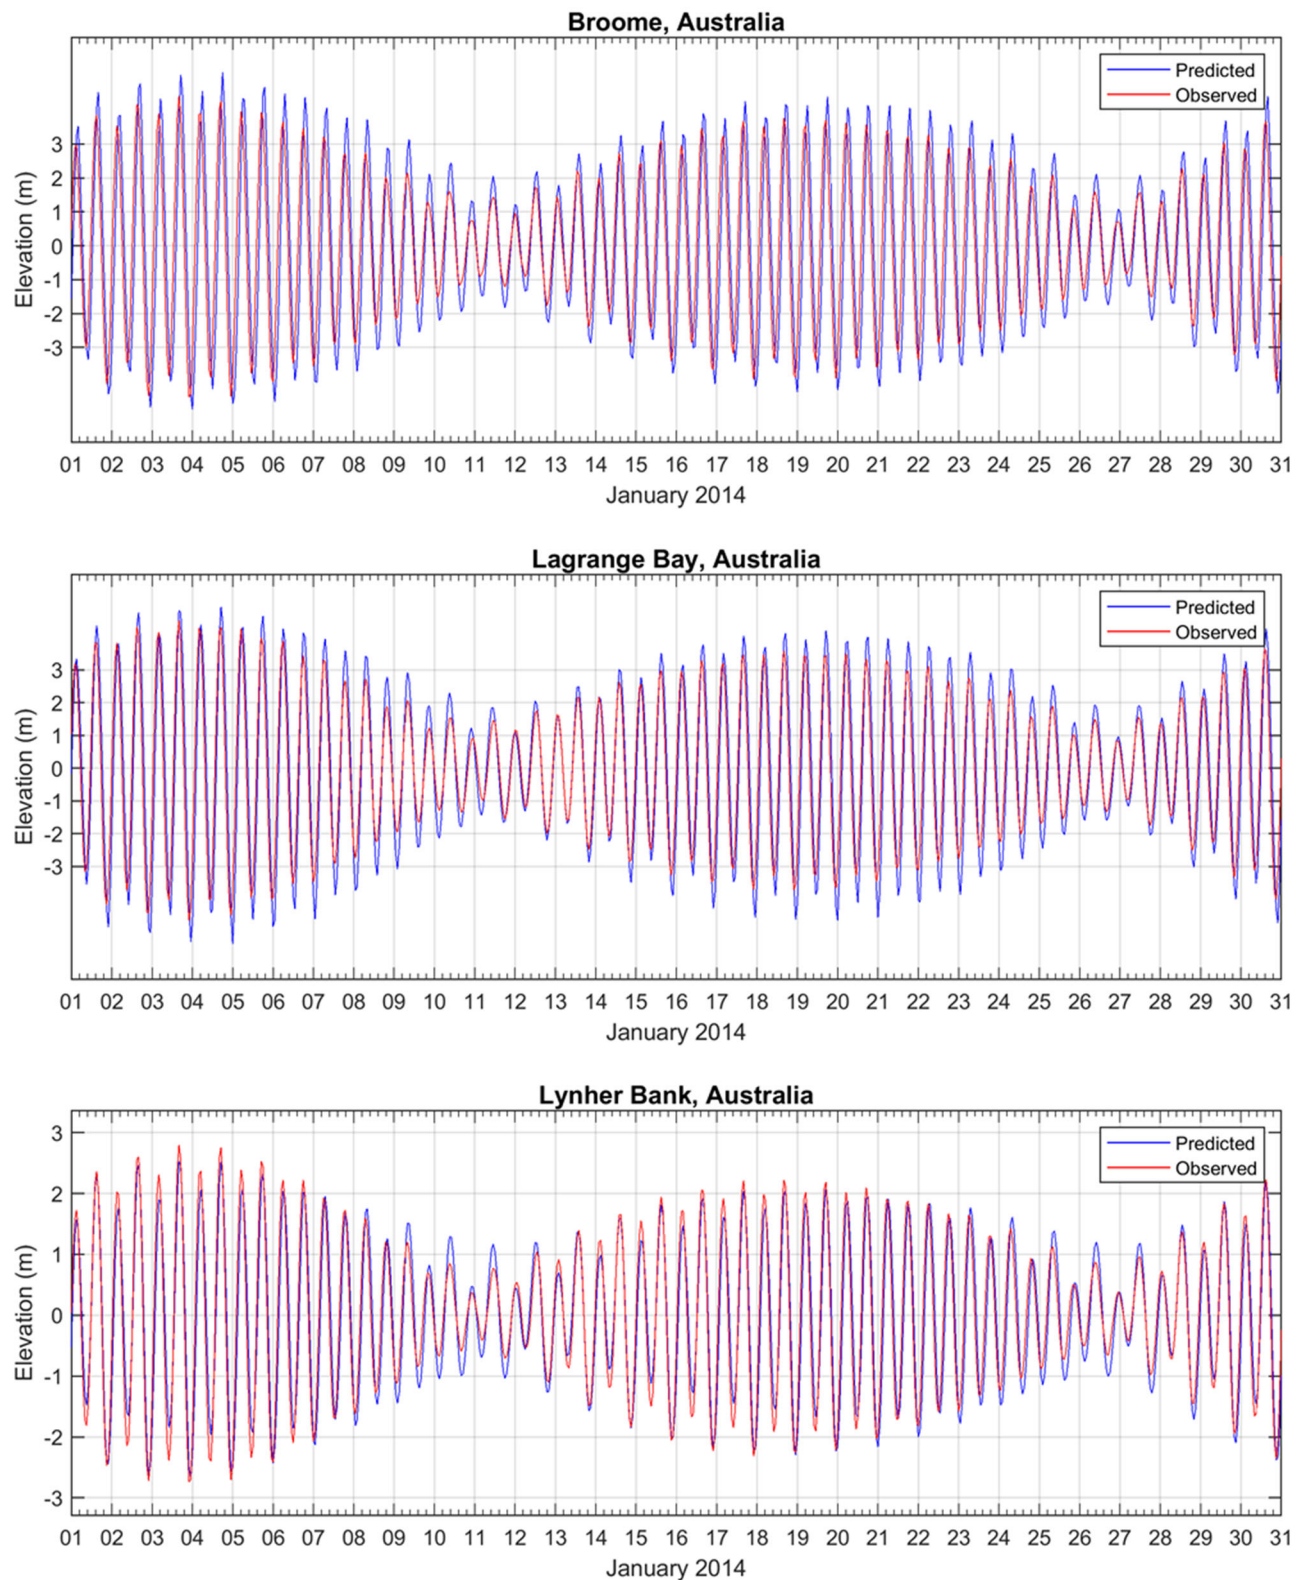 Broome, Australia
Predicted
Observed
3
2
1
0
-1
-2
-3
Elevation (m)
01 02 03 04 05 06 07 08 09 10 11 12 13 14 15 16 17 18 19 20 21 22 23 24 25 26 27 28 29 30 31
January 2014
Lagrange Bay, Australia
Predicted
Observed
3
2
1
0
-1
-2
-3
Elevation (m)
01 02 03 04 05 06 07 08 09 10 11 12 13 14 15 16 17 18 19 20 21 22 23 24 25 26 27 28 29 30 31
January 2014
Lynher Bank, Australia
Predicted
Observed
3
2
1
0
-1
-2
-3
Elevation (m)
01 02 03 04 05 06 07 08 09 10 11 12 13 14 15 16 17 18 19 20 21 22 23 24 25 26 27 28 29 30 31
January 2014